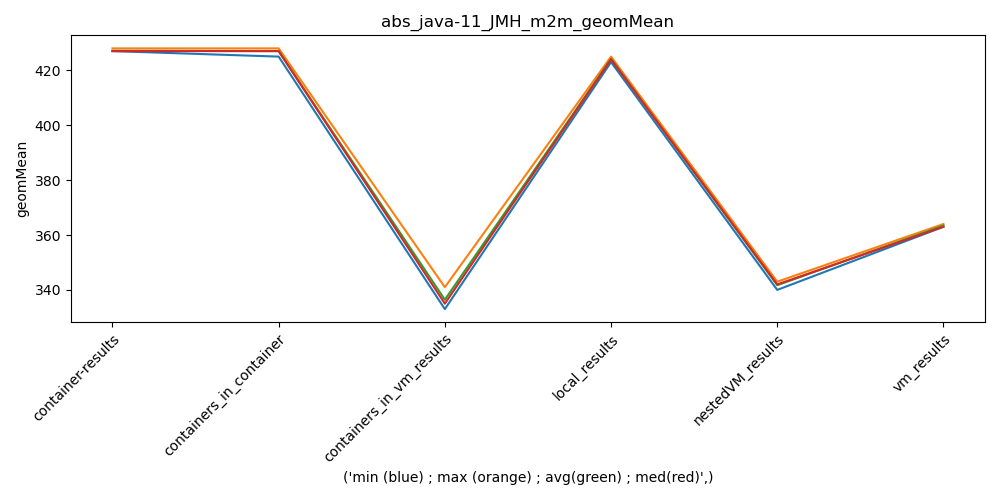 abs_java-11_JMH_m2m_geomMean
geomMean
420
400
380
360
340
container-results
containers_in_container
containers_in_vm_results
local_results
nestedVM_results
vm_results
('min (blue) ; max (orange) ; avg(green) ; med(red)',)